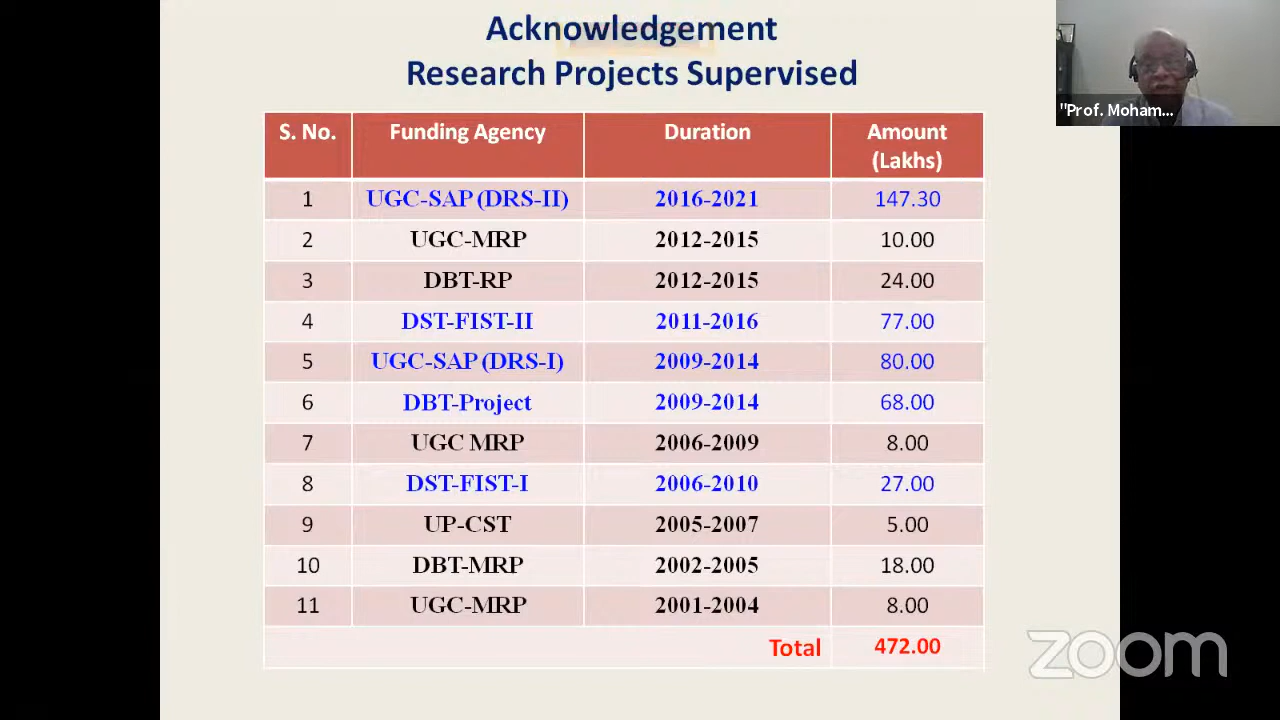 Acknowledgement
Research Projects Supervised
"Prof. Moham...
S. No. Funding Agency Duration Amount
(Lakhs)
1 UGC-SAP (DRS-II) 2016-2021 147.30
2 UGC-MRP 2012-2015 10.00
3 DBT-RP 2012-2015 24.00
4 DST-FIST-II 2011-2016 77.00
5 UGC-SAP (DRS-I) 2009-2014 80.00
6 DBT-Project 2009-2014 68.00
7 UGC MRP 2006-2009 8.00
8 DST-FIST-I 2006-2010 27.00
9 UP-CST 2005-2007 5.00
10 DBT-MRP 2002-2005 18.00
11 UGC-MRP 2001-2004 8.00
Total 472.00
zoom